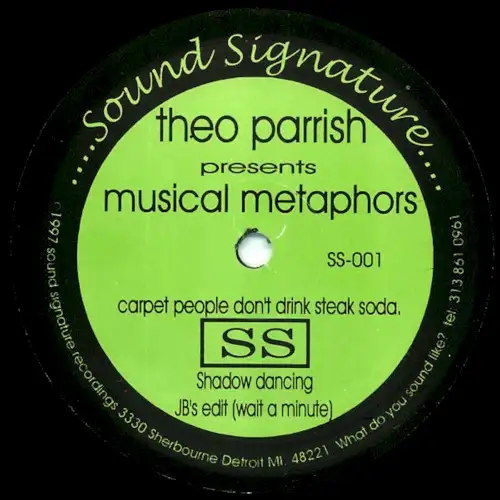 .....Sound Signature.....
theo parrish
presents
musical metaphors
SS-001
carpet people don't drink steak soda.
SS
Shadow dancing
JB's edit (wait a minute)
©1997 sound signature recordings 3330 Sherbourne Detroit MI. 48221 What do you sound like? tel: 313 861 0961